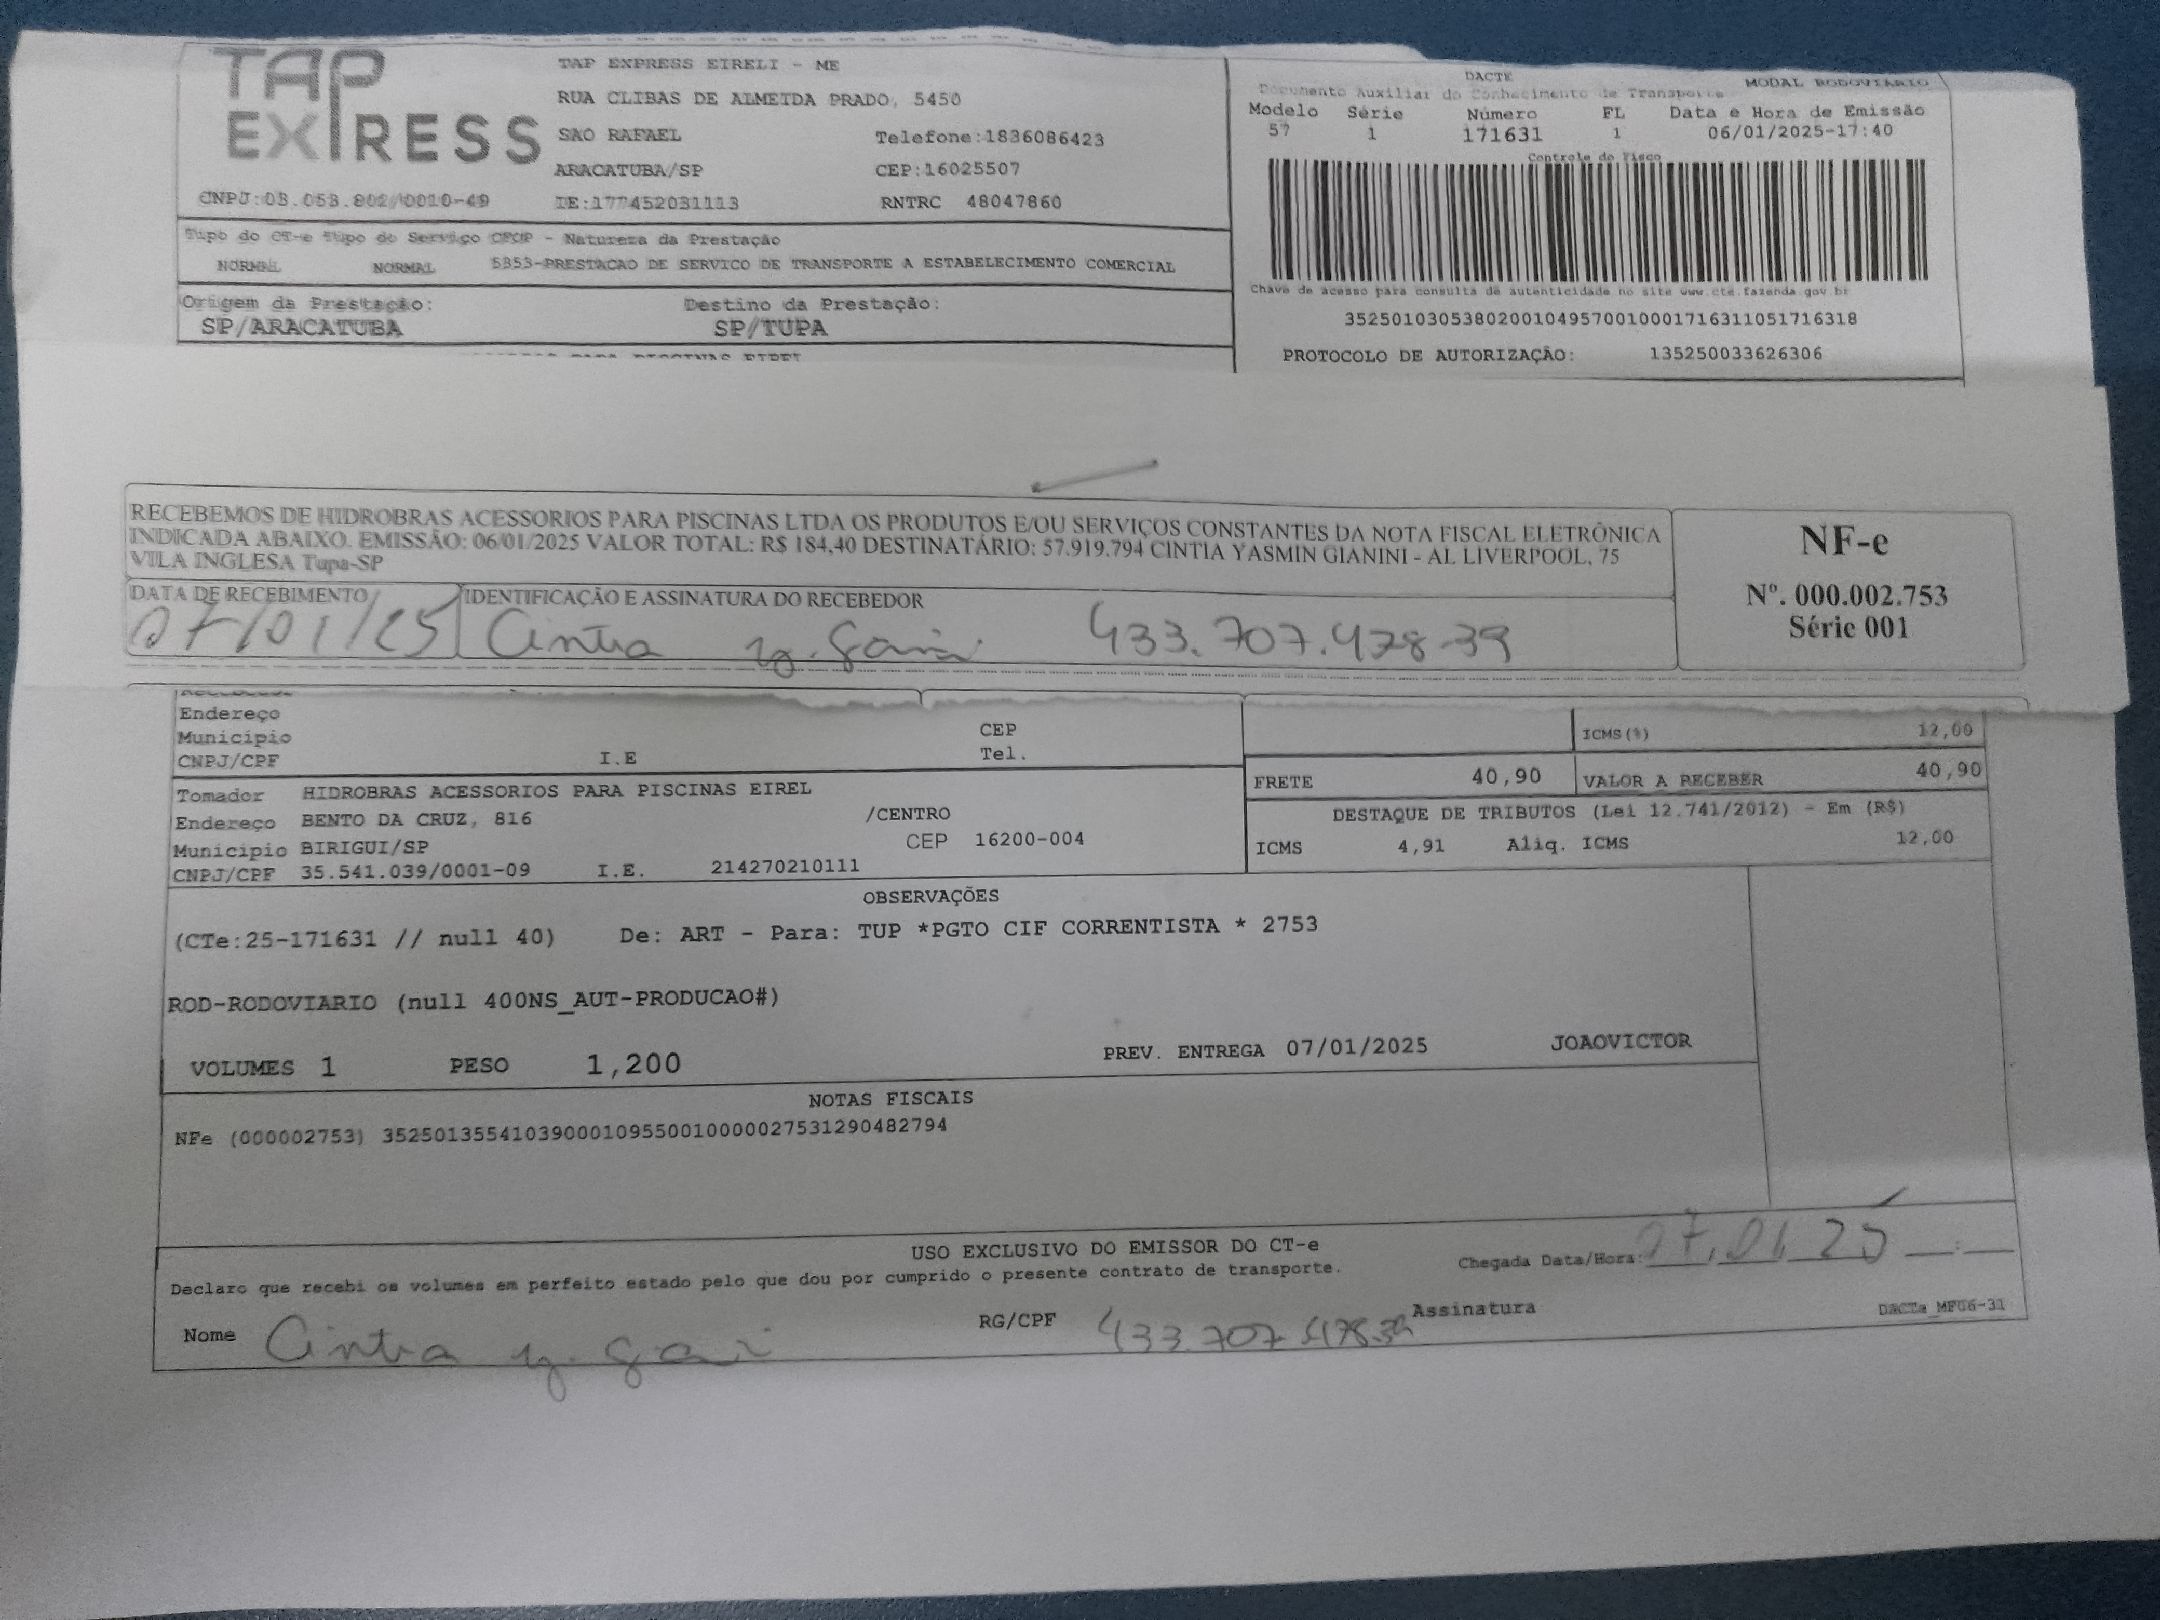 TAP EXPRESS
TAP EXPRESS EIRELI - ME
RUA CLIBAS DE ALMEIDA PRADO, 5450
SAO RAFAEL Telefone:1836086423
ARACATUBA/SP CEP:16025507
CNPJ:03.053.802/0010-49 IE:177452031113 RNTRC 48047860
DACTE MODAL RODOVIÁRIO
Documento Auxiliar do Conhecimento de Transporte
Modelo Série Número FL Data e Hora de Emissão
57 1 171631 1 06/01/2025-17:40
Controle do Fisco
Tipo do CT-e Tipo do Serviço CFOP - Natureza da Prestação
NORMAL NORMAL 5353-PRESTACAO DE SERVICO DE TRANSPORTE A ESTABELECIMENTO COMERCIAL
Chave de acesso para consulta de autenticidade no site www.cte.fazenda.gov.br
Origem da Prestação: Destino da Prestação:
SP/ARACATUBA SP/TUPA
35250103053802001049570010001716311051716318
PROTOCOLO DE AUTORIZAÇÃO: 135250033626306
RECEBEMOS DE HIDROBRAS ACESSORIOS PARA PISCINAS LTDA OS PRODUTOS E/OU SERVIÇOS CONSTANTES DA NOTA FISCAL ELETRÔNICA
INDICADA ABAIXO. EMISSÃO: 06/01/2025 VALOR TOTAL: R$ 184,40 DESTINATÁRIO: 57.919.794 CINTIA YASMIN GIANINI - AL LIVERPOOL, 75
VILA INGLESA Tupa-SP
NF-e
Nº. 000.002.753
Série 001
DATA DE RECEBIMENTO IDENTIFICAÇÃO E ASSINATURA DO RECEBEDOR
07/01/25 Cintia y. 433.707.478-39
Endereço
Município CEP
CNPJ/CPF I.E Tel.
ICMS(%) 12,00
FRETE 40,90 VALOR A RECEBER 40,90
Tomador HIDROBRAS ACESSORIOS PARA PISCINAS EIREL
Endereço BENTO DA CRUZ, 816 /CENTRO
Município BIRIGUI/SP CEP 16200-004
CNPJ/CPF 35.541.039/0001-09 I.E. 214270210111
DESTAQUE DE TRIBUTOS (Lei 12.741/2012) - Em (R$)
ICMS 4,91 Aliq. ICMS 12,00
OBSERVAÇÕES
(CTe:25-171631 // null 40) De: ART - Para: TUP *PGTO CIF CORRENTISTA * 2753
ROD-RODOVIARIO (null 400NS_AUT-PRODUCAO#)
VOLUMES 1 PESO 1,200 PREV. ENTREGA 07/01/2025 JOAOVICTOR
NOTAS FISCAIS
NFe (000002753) 35250135541039000109550010000027531290482794
USO EXCLUSIVO DO EMISSOR DO CT-e
Declaro que recebi os volumes em perfeito estado pelo que dou por cumprido o presente contrato de transporte.
Chegada Data/Hora: 07.01.25 __:__
Nome Cintia y. RG/CPF 433.707.478.39 Assinatura
DACTe_MF06-31